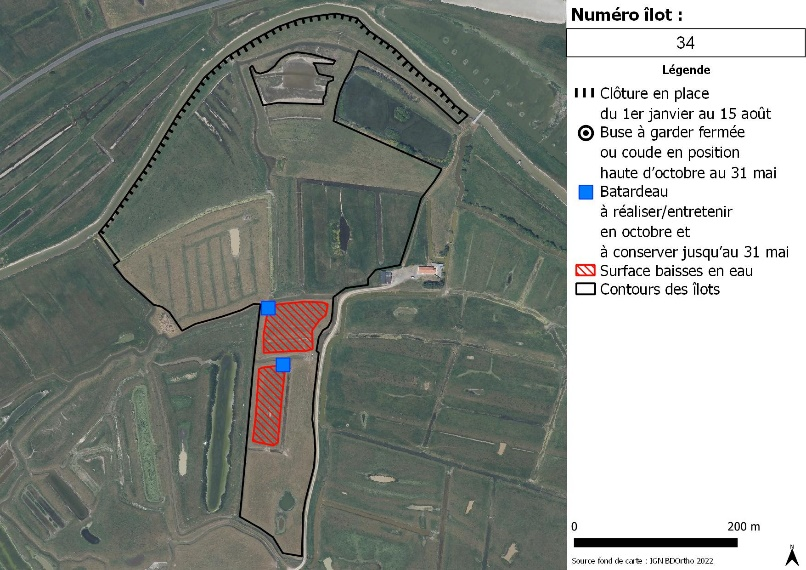 Numéro îlot :
34
Légende
Clôture en place
du 1er janvier au 15 août
Buse à garder fermée
ou coude en position
haute d'octobre au 31 mai
Batardeau
à réaliser/entretenir
en octobre et
à conserver jusqu'au 31 mai
Surface baisses en eau
Contours des îlots
0 200 m
Source fond de carte : IGN BDOrtho 2022
N